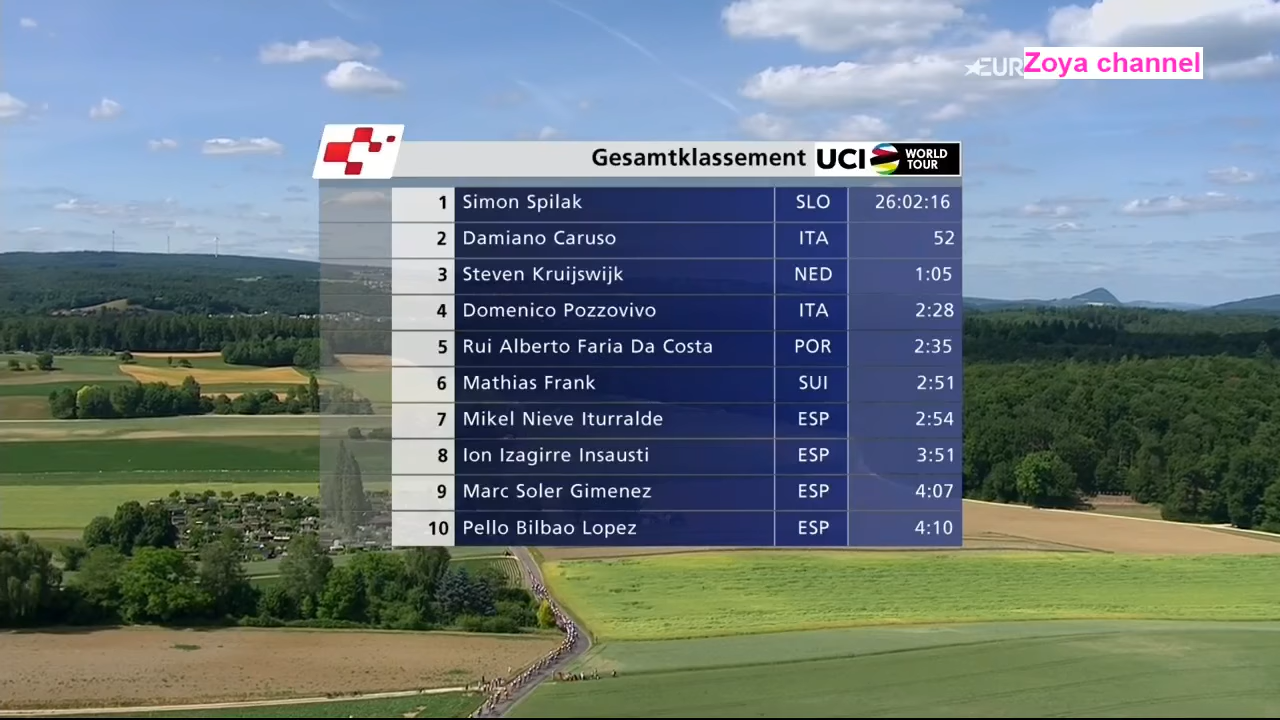 EUR Zoya channel
Gesamtklassement UCI WORLD TOUR
1 Simon Spilak SLO 26:02:16
2 Damiano Caruso ITA 52
3 Steven Kruijswijk NED 1:05
4 Domenico Pozzovivo ITA 2:28
5 Rui Alberto Faria Da Costa POR 2:35
6 Mathias Frank SUI 2:51
7 Mikel Nieve Iturralde ESP 2:54
8 Ion Izagirre Insausti ESP 3:51
9 Marc Soler Gimenez ESP 4:07
10 Pello Bilbao Lopez ESP 4:10